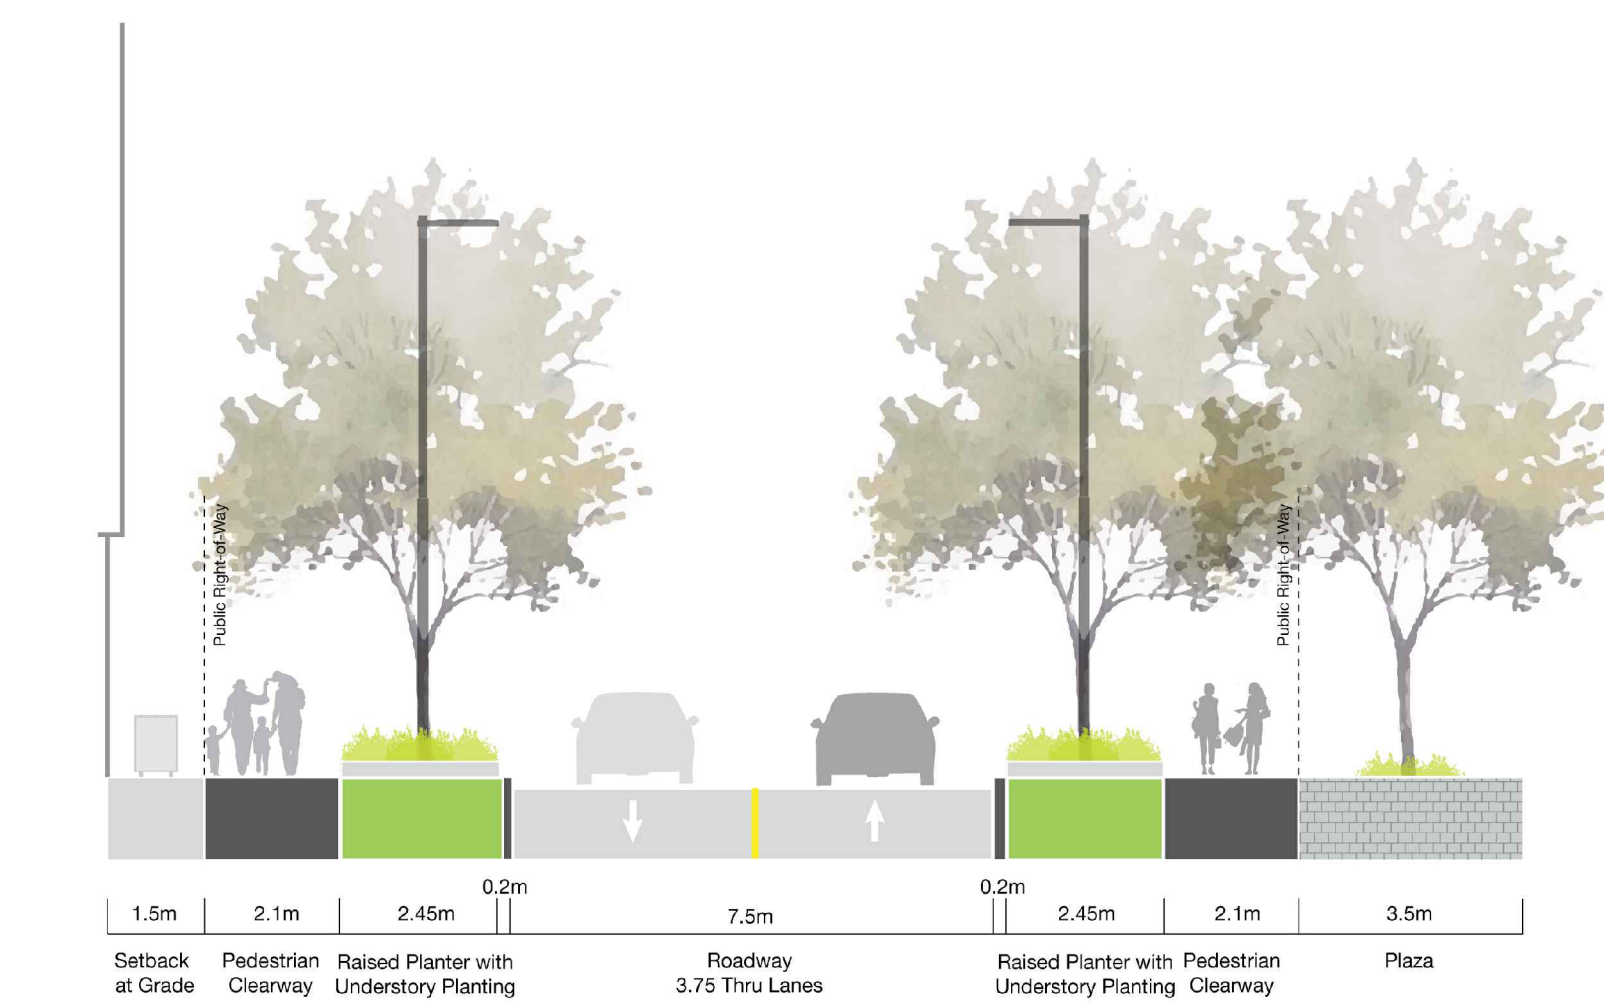 Public Right-of-Way
Public Right-of-Way
0.2m
0.2m
1.5m
2.1m
2.45m
7.5m
2.45m
2.1m
3.5m
Setback
at Grade
Pedestrian
Clearway
Raised Planter with
Understory Planting
Roadway
3.75 Thru Lanes
Raised Planter with
Understory Planting
Pedestrian
Clearway
Plaza